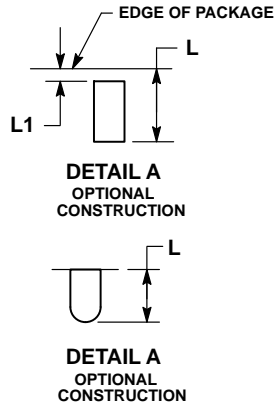 EDGE OF PACKAGE
L
L1
DETAIL A
OPTIONAL
CONSTRUCTION
L
DETAIL A
OPTIONAL
CONSTRUCTION